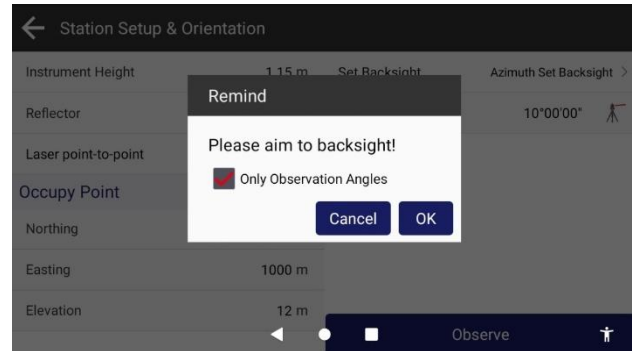 Station Setup & Orientation
Instrument Height 1.15 m Set Backsight Azimuth Set Backsight >
Remind
Reflector 10°00'00"
Please aim to backsight!
Laser point-to-point
Only Observation Angles
Occupy Point
Cancel OK
Northing
Easting 1000 m
Elevation 12 m
Observe